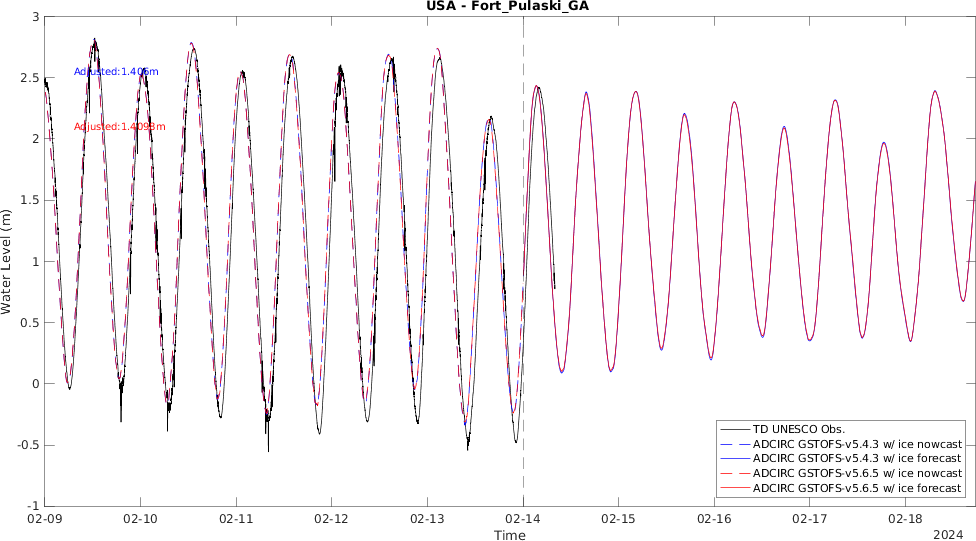 USA - Fort_Pulaski_GA
3
2.5
2
1.5
1
0.5
0
-0.5
-1
Water Level (m)
Adjusted:1.406m
Adjusted:1.4093m
TD UNESCO Obs.
ADCIRC GSTOFS-v5.4.3 w/ ice nowcast
ADCIRC GSTOFS-v5.4.3 w/ ice forecast
ADCIRC GSTOFS-v5.6.5 w/ ice nowcast
ADCIRC GSTOFS-v5.6.5 w/ ice forecast
02-09 02-10 02-11 02-12 02-13 02-14 02-15 02-16 02-17 02-18
Time
2024